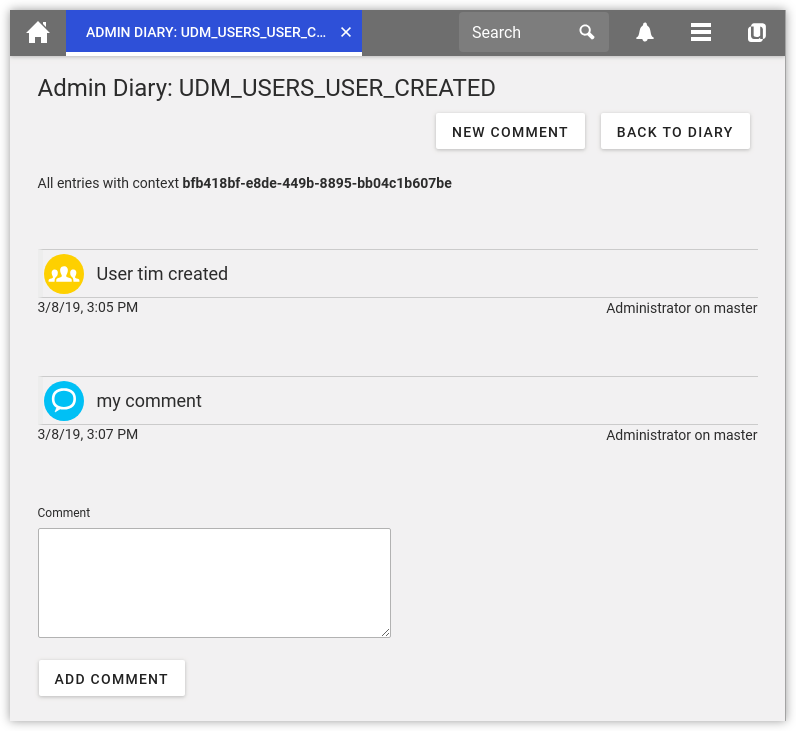 ADMIN DIARY: UDM_USERS_USER_C...
Search
Admin Diary: UDM_USERS_USER_CREATED
NEW COMMENT
BACK TO DIARY
All entries with context bfb418bf-e8de-449b-8895-bb04c1b607be
User tim created
3/8/19, 3:05 PM
Administrator on master
my comment
3/8/19, 3:07 PM
Administrator on master
Comment
ADD COMMENT